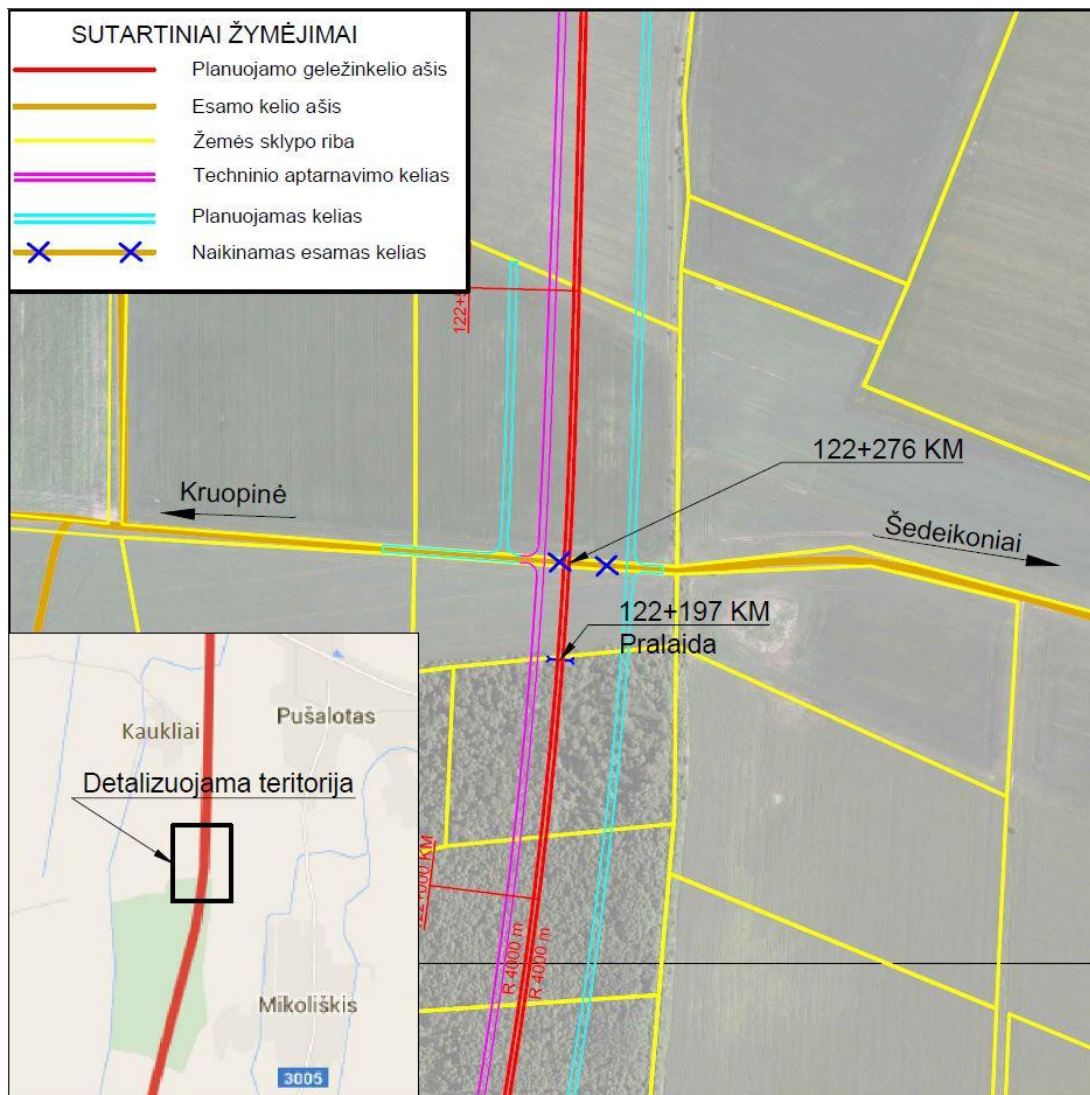 SUTARTINIAI ŽYMĖJIMAI
Planuojamo geležinkelio ašis
Esamo kelio ašis
Žemės sklypo riba
Techninio aptarnavimo kelias
Planuojamas kelias
Naikinamas esamas kelias
122+276 KM
Kruopinė
Šedeikoniai
122+197 KM
Pralaida
R 4000 m
R 4000 m
Kaukliai
Pušalotas
Detalizuojama teritorija
Mikoliškis
3005